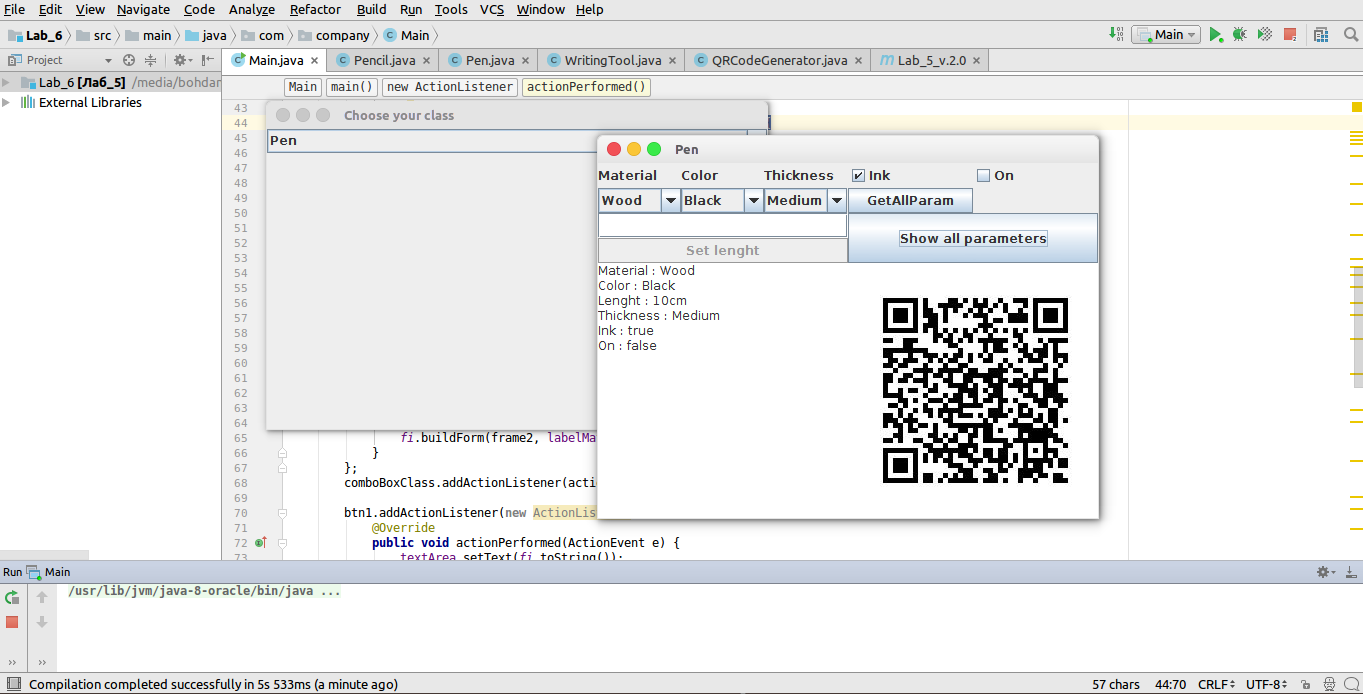 File Edit View Navigate Code Analyze Refactor Build Run Tools VCS Window Help
Lab_6 src main java com company Main Main
Project Main.java Pencil.java Pen.java WritingTool.java QRCodeGenerator.java Lab_5_v.2.0
Lab_6 [Лаб_5] /media/bohdan
External Libraries
Main main() new ActionListener actionPerformed()
43
44
45
46
47
48
49
50
51
52
53
54
55
56
57
58
59
60
61
62
63
64
Choose your class
Pen
Pen
Material Color Thickness Ink On
Wood Black Medium GetAllParam
Show all parameters
Set lenght
Material : Wood
Color : Black
Lenght : 10cm
Thickness : Medium
Ink : true
On : false
65 fi.buildForm(frame2, labelMa
66 }
67 };
68 comboBoxClass.addActionListener(acti
69
70 btn1.addActionListener(new ActionLis
71 @Override
72 public void actionPerformed(ActionEvent e) {
73 textArea.setText(fi.toString());
Run Main
/usr/lib/jvm/java-8-oracle/bin/java ...
Compilation completed successfully in 5s 533ms (a minute ago) 57 chars 44:70 CRLF UTF-8